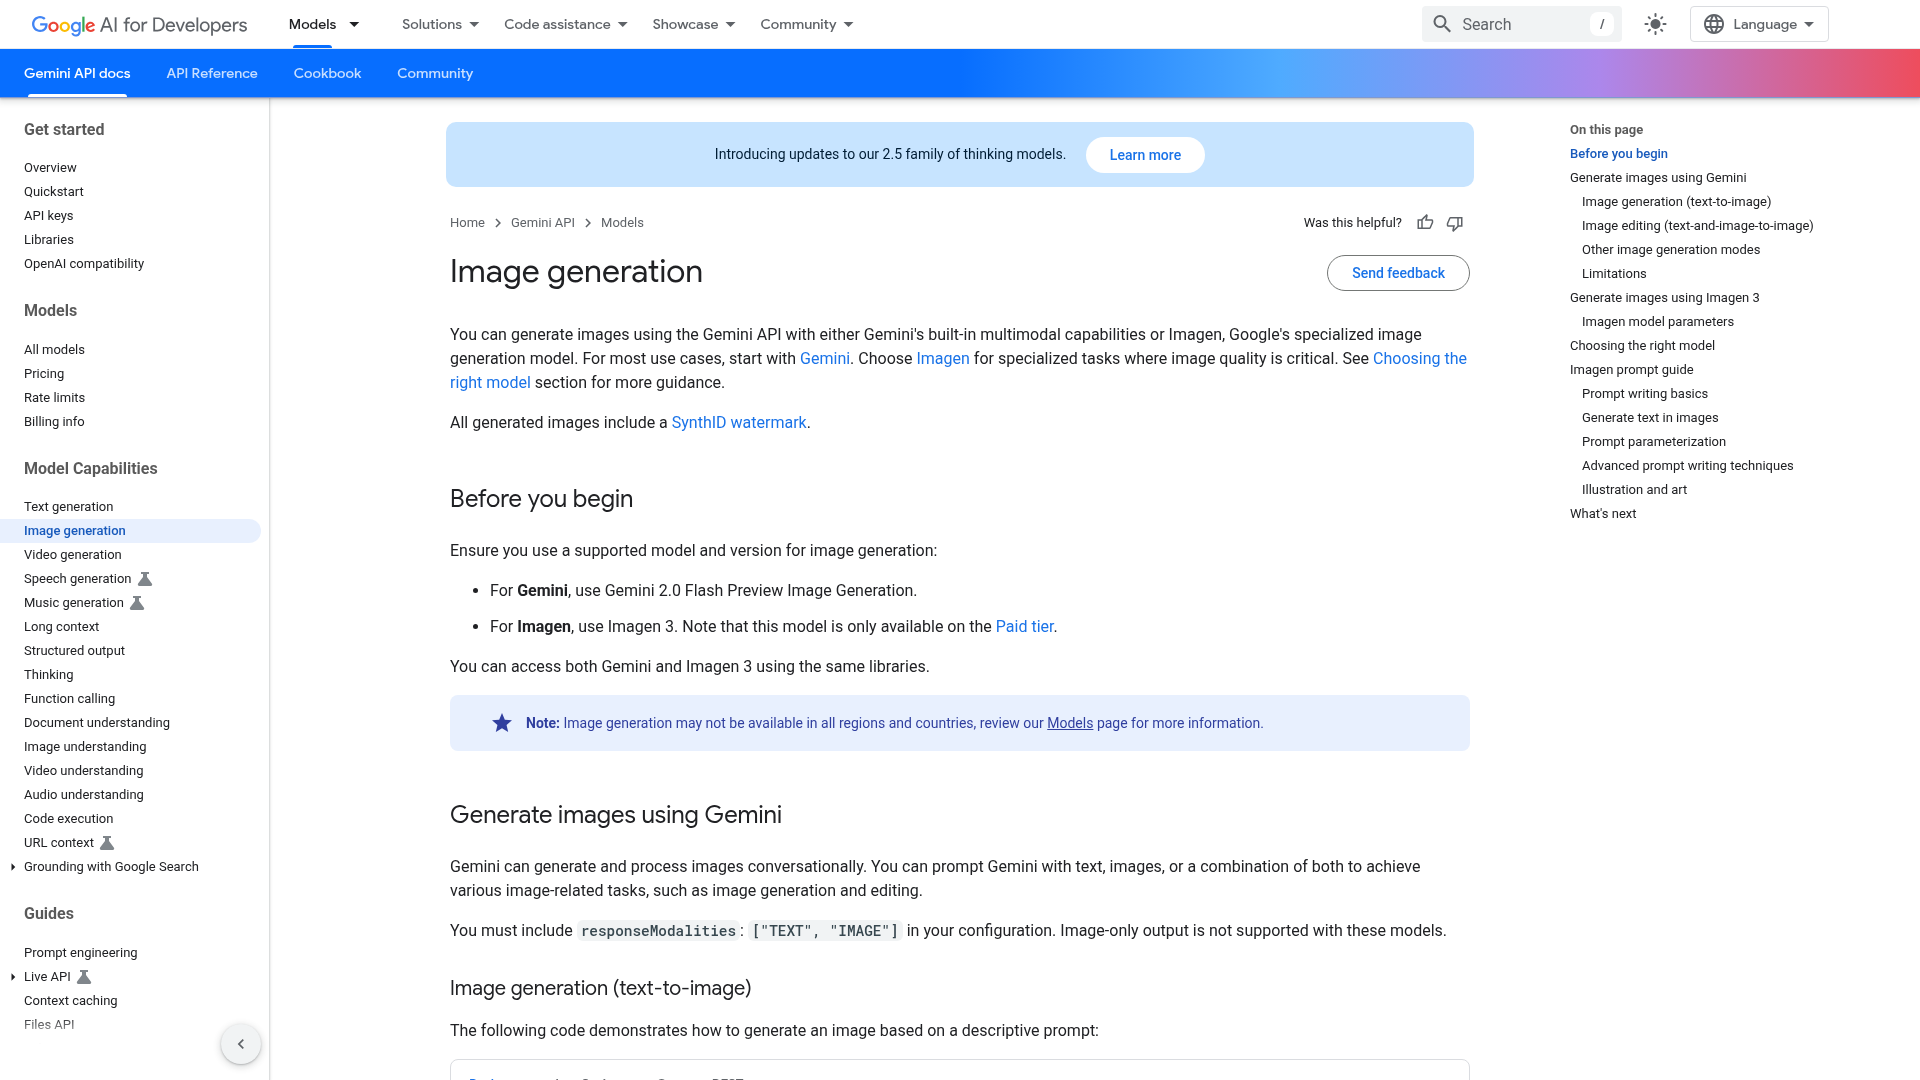 Google AI for Developers
Models
Solutions
Code assistance
Showcase
Community
Search
/
Language
Gemini API docs
API Reference
Cookbook
Community
Get started
Overview
Quickstart
API keys
Libraries
OpenAI compatibility
Models
All models
Pricing
Rate limits
Billing info
Model Capabilities
Text generation
Image generation
Video generation
Speech generation
Music generation
Long context
Structured output
Thinking
Function calling
Document understanding
Image understanding
Video understanding
Audio understanding
Code execution
URL context
Grounding with Google Search
Guides
Prompt engineering
Live API
Context caching
Files API
Introducing updates to our 2.5 family of thinking models.
Learn more
Home > Gemini API > Models
Was this helpful?
Image generation
Send feedback
You can generate images using the Gemini API with either Gemini's built-in multimodal capabilities or Imagen, Google's specialized image
generation model. For most use cases, start with Gemini. Choose Imagen for specialized tasks where image quality is critical. See Choosing the
right model section for more guidance.
All generated images include a SynthID watermark.
Before you begin
Ensure you use a supported model and version for image generation:
• For Gemini, use Gemini 2.0 Flash Preview Image Generation.
• For Imagen, use Imagen 3. Note that this model is only available on the Paid tier.
You can access both Gemini and Imagen 3 using the same libraries.
Note: Image generation may not be available in all regions and countries, review our Models page for more information.
Generate images using Gemini
Gemini can generate and process images conversationally. You can prompt Gemini with text, images, or a combination of both to achieve
various image-related tasks, such as image generation and editing.
You must include responseModalities: ["TEXT", "IMAGE"] in your configuration. Image-only output is not supported with these models.
Image generation (text-to-image)
The following code demonstrates how to generate an image based on a descriptive prompt:
On this page
Before you begin
Generate images using Gemini
Image generation (text-to-image)
Image editing (text-and-image-to-image)
Other image generation modes
Limitations
Generate images using Imagen 3
Imagen model parameters
Choosing the right model
Imagen prompt guide
Prompt writing basics
Generate text in images
Prompt parameterization
Advanced prompt writing techniques
Illustration and art
What's next